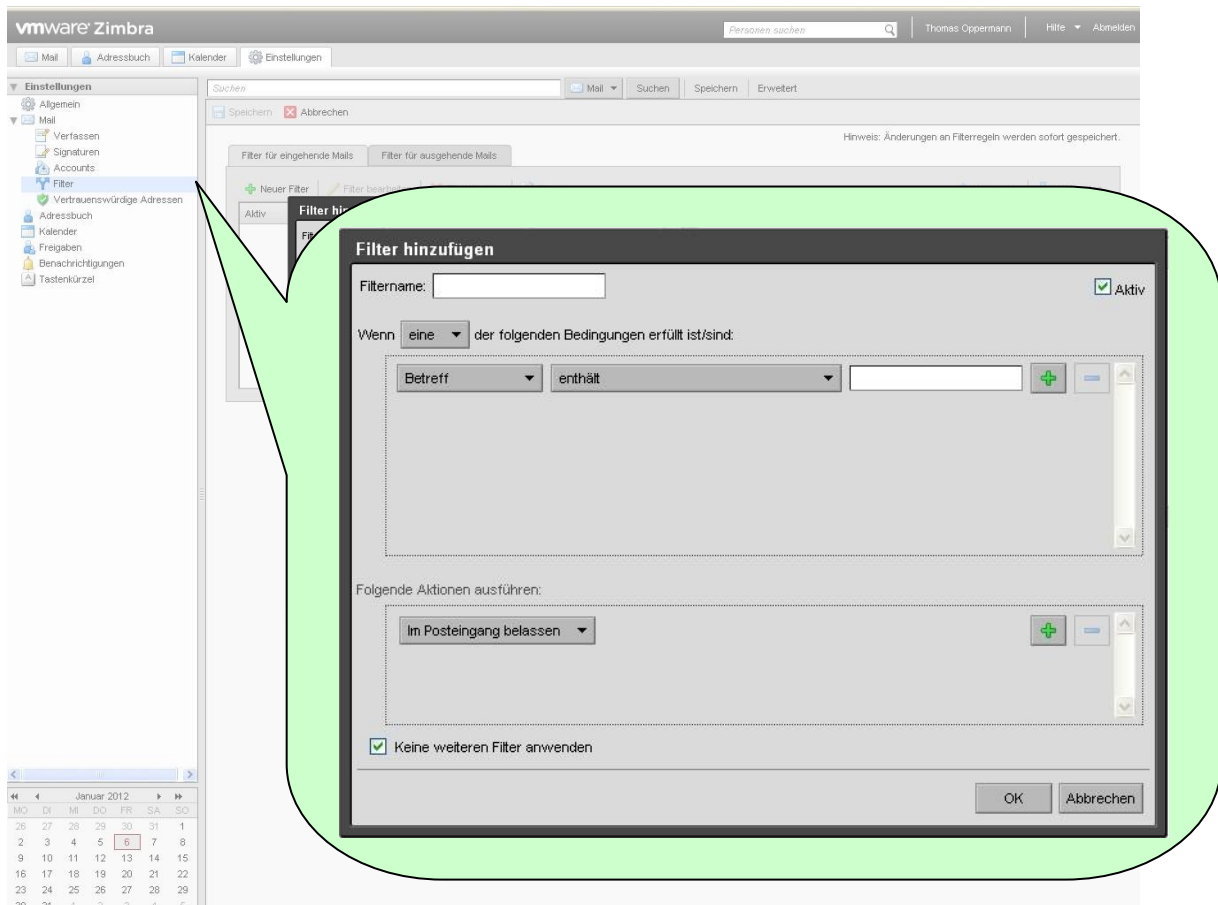 vmware Zimbra
Personen suchen
Thomas Oppermann
Hilfe
Abmelden
Mail
Adressbuch
Kalender
Einstellungen
Einstellungen
Allgemein
Mail
Verfassen
Signaturen
Accounts
Filter
Vertrauenswürdige Adressen
Adressbuch
Kalender
Freigaben
Benachrichtigungen
Tastenkürzel
Suchen
Mail
Suchen
Speichern
Erweitert
Speichern
Abbrechen
Hinweis: Änderungen an Filterregeln werden sofort gespeichert.
Filter für eingehende Mails
Filter für ausgehende Mails
Neuer Filter
Filter
Aktiv
Filter
Filter hinzufügen
Filtername:
Aktiv
Wenn eine der folgenden Bedingungen erfüllt ist/sind:
Betreff
enthält
Folgende Aktionen ausführen:
Im Posteingang belassen
Keine weiteren Filter anwenden
OK
Abbrechen
Januar 2012
MO DI MI DO FR SA SO
26 27 28 29 30 31 1
2 3 4 5 6 7 8
9 10 11 12 13 14 15
16 17 18 19 20 21 22
23 24 25 26 27 28 29